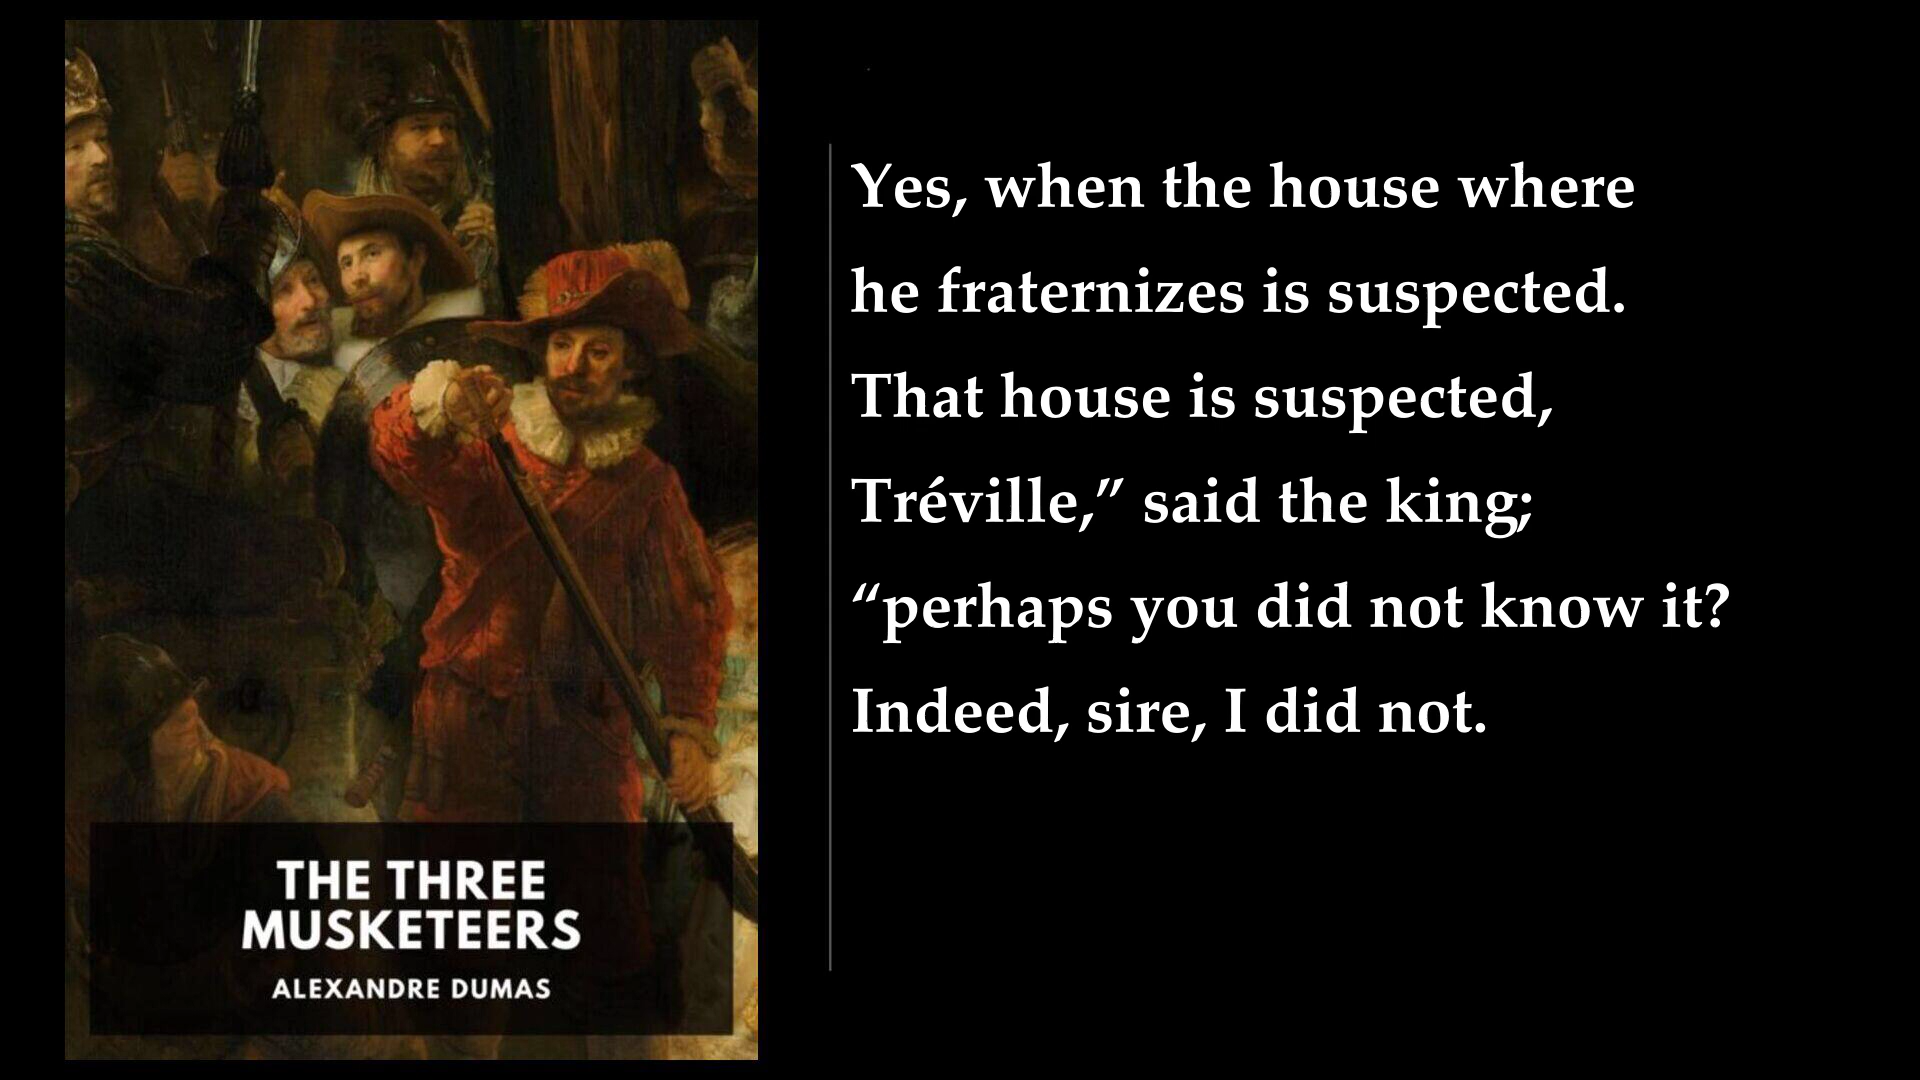 THE THREE
MUSKETEERS
ALEXANDRE DUMAS
Yes, when the house where
he fraternizes is suspected.
That house is suspected,
Tréville,” said the king;
“perhaps you did not know it?
Indeed, sire, I did not.